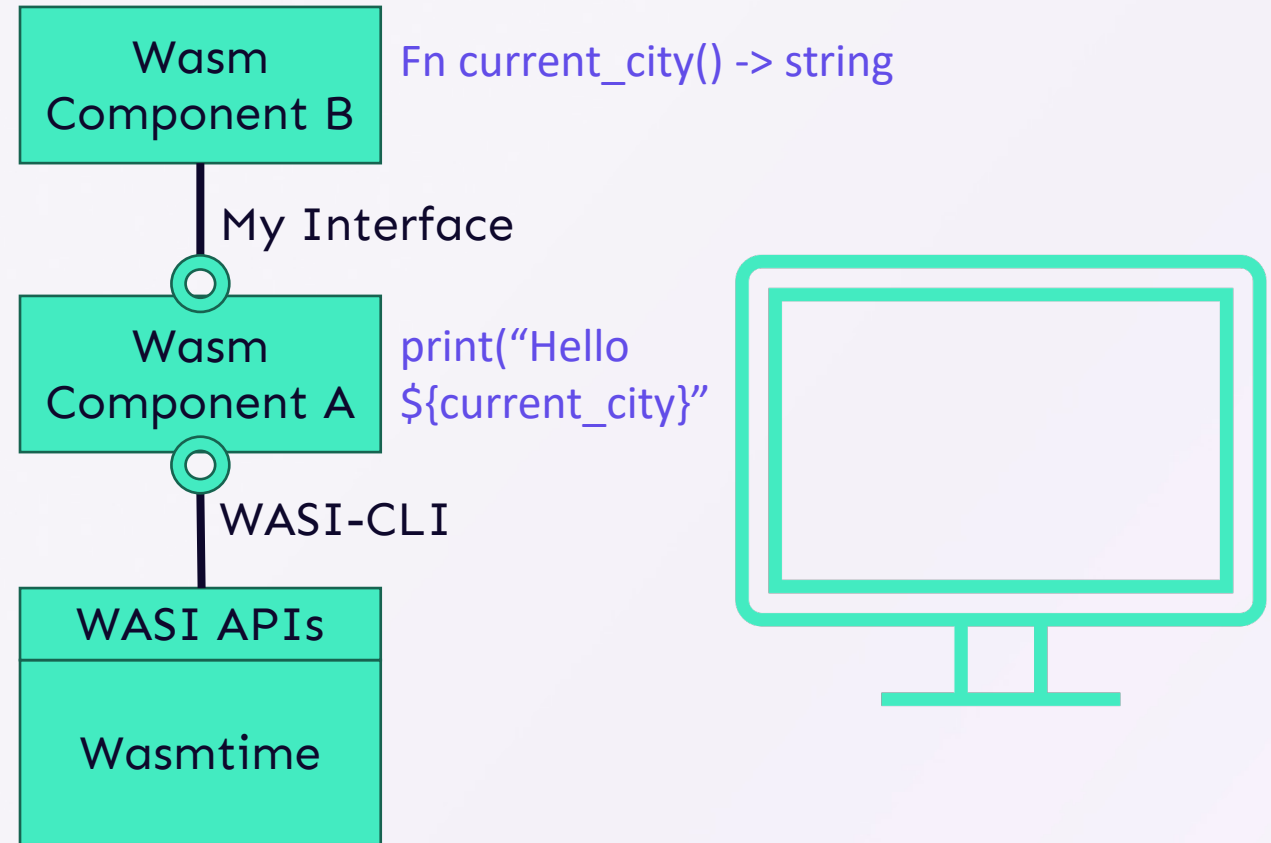 Wasm
Component B
Fn current_city() -> string
My Interface
Wasm
Component A
print(“Hello
${current_city}”
WASI-CLI
WASI APIs
Wasmtime